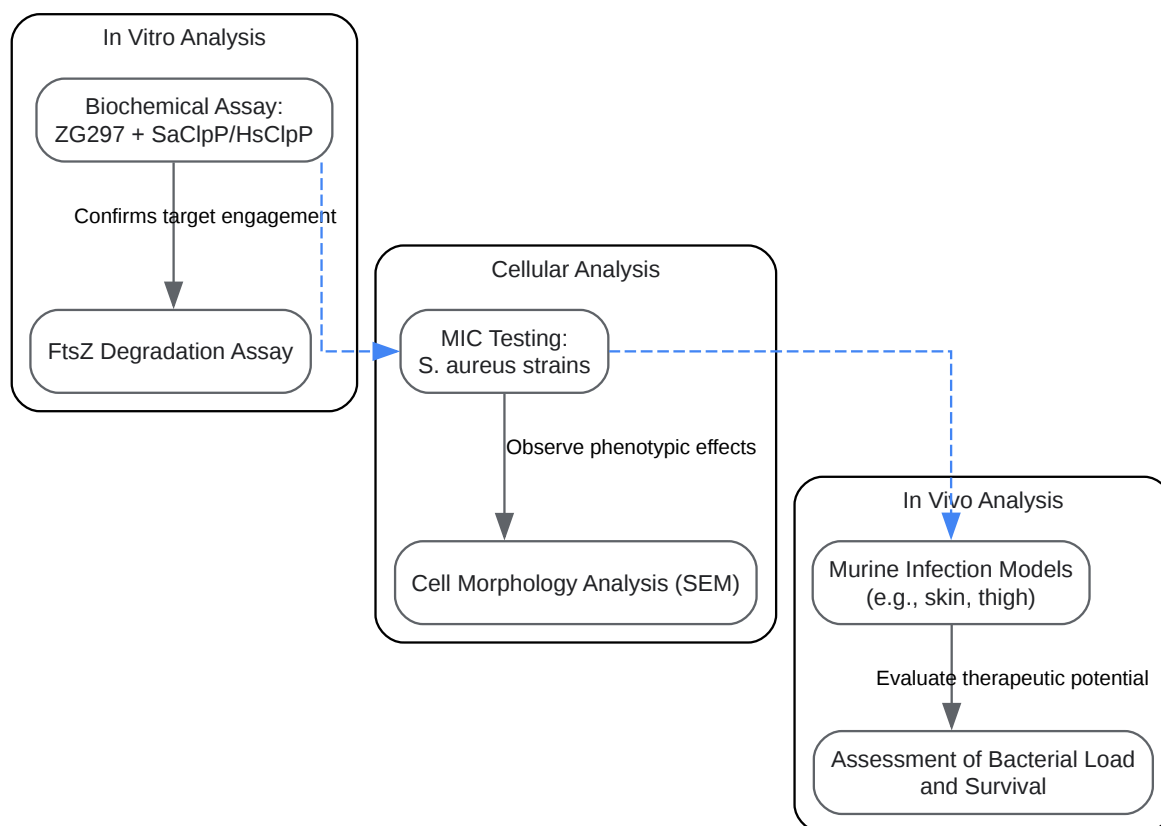 In Vitro Analysis
Biochemical Assay:
ZG297 + SaClpP/HsClpP
Confirms target engagement
FtsZ Degradation Assay
Cellular Analysis
MIC Testing:
S. aureus strains
Observe phenotypic effects
Cell Morphology Analysis (SEM)
In Vivo Analysis
Murine Infection Models
(e.g., skin, thigh)
Evaluate therapeutic potential
Assessment of Bacterial Load
and Survival